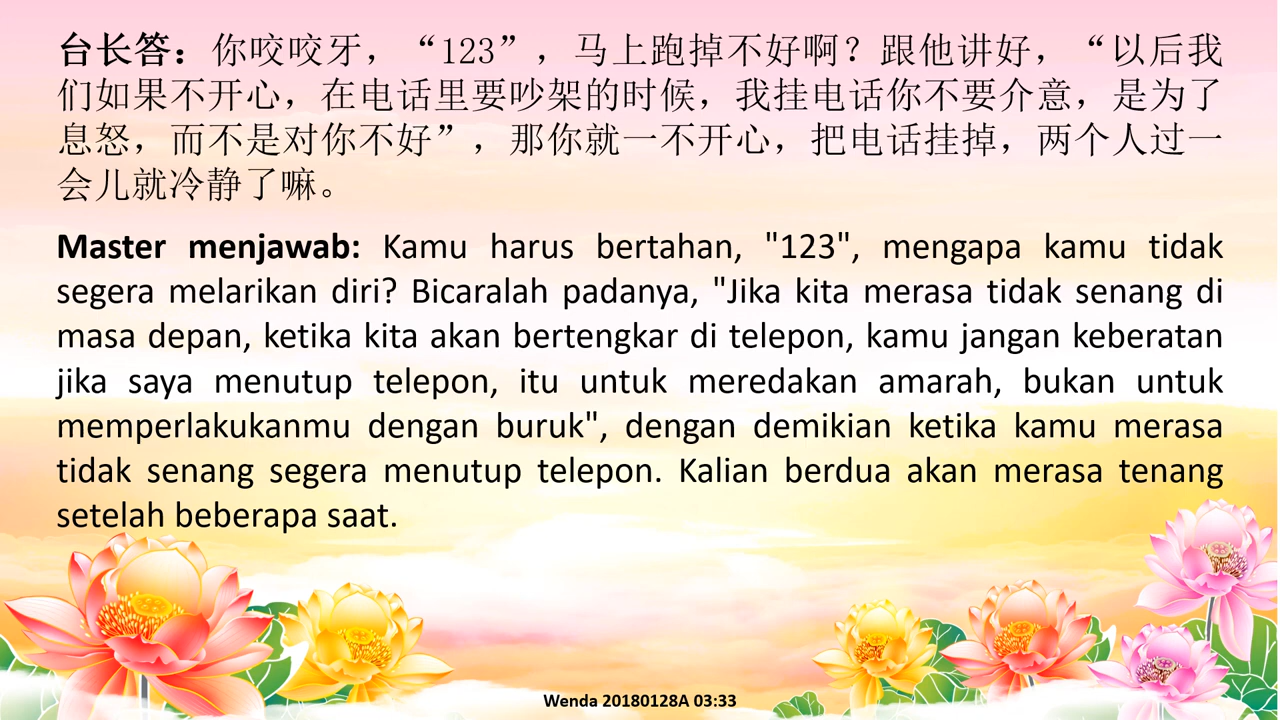 台长答：你咬咬牙，“123”，马上跑掉不好啊？跟他讲好，“以后我
们如果不开心，在电话里要吵架的时候，我挂电话你不要介意，是为了
息怒，而不是对你不好”，那你就一不开心，把电话挂掉，两个人过一
会儿就冷静了嘛。
Master menjawab: Kamu harus bertahan, "123", mengapa kamu tidak
segera melarikan diri? Bicaralah padanya, "Jika kita merasa tidak senang di
masa depan, ketika kita akan bertengkar di telepon, kamu jangan keberatan
jika saya menutup telepon, itu untuk meredakan amarah, bukan untuk
memperlakukanmu dengan buruk", dengan demikian ketika kamu merasa
tidak senang segera menutup telepon. Kalian berdua akan merasa tenang
setelah beberapa saat.
Wenda 20180128A 03:33